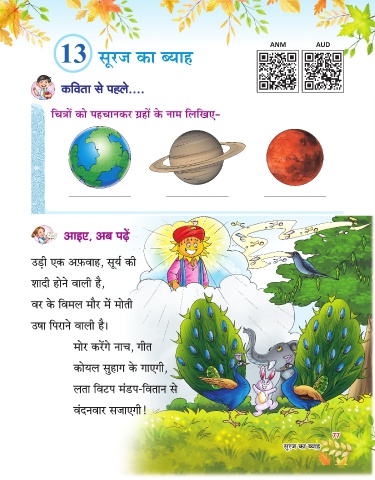 13 सूरज का ब्याह
ANM AUD
कविता से पहले....
चित्रों को पहचानकर ग्रहों के नाम लिखिए–
आइए, अब पढ़ें
उड़ी एक अफ़वाह, सूर्य की
शादी होने वाली है,
वर के विमल मौर में मोती
उषा पिराने वाली है।
मोर करेंगे नाच, गीत
कोयल सुहाग के गाएगी,
लता विटप मंडप-वितान से
वंदनवार सजाएगी!
77
सूरज का ब्याह